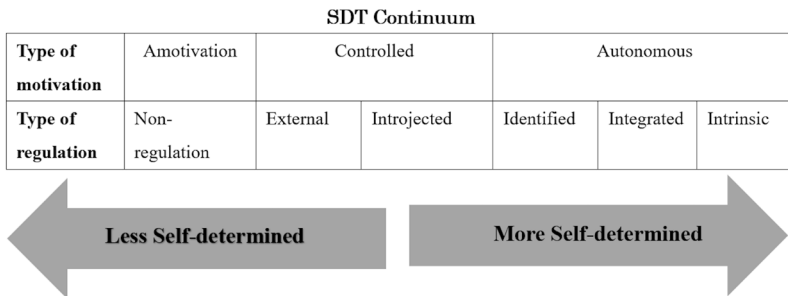 SDT Continuum
Type of motivation Amotivation Controlled Autonomous
Type of regulation Non-regulation External Introjected Identified Integrated Intrinsic
Less Self-determined More Self-determined